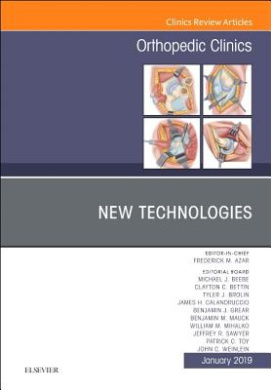 Clinics Review Articles
Orthopedic Clinics
NEW TECHNOLOGIES
EDITOR-IN-CHIEF
FREDERICK M. AZAR
EDITORIAL BOARD
MICHAEL J. BEEBE
CLAYTON C. BETTIN
TYLER J. BROLIN
JAMES H. CALANDRUCCIO
BENJAMIN J. GREAR
BENJAMIN M. MAUCK
WILLIAM M. MIHALKO
JEFFREY R. SAWYER
PATRICK C. TOY
JOHN C. WEINLEIN
ELSEVIER
January 2019